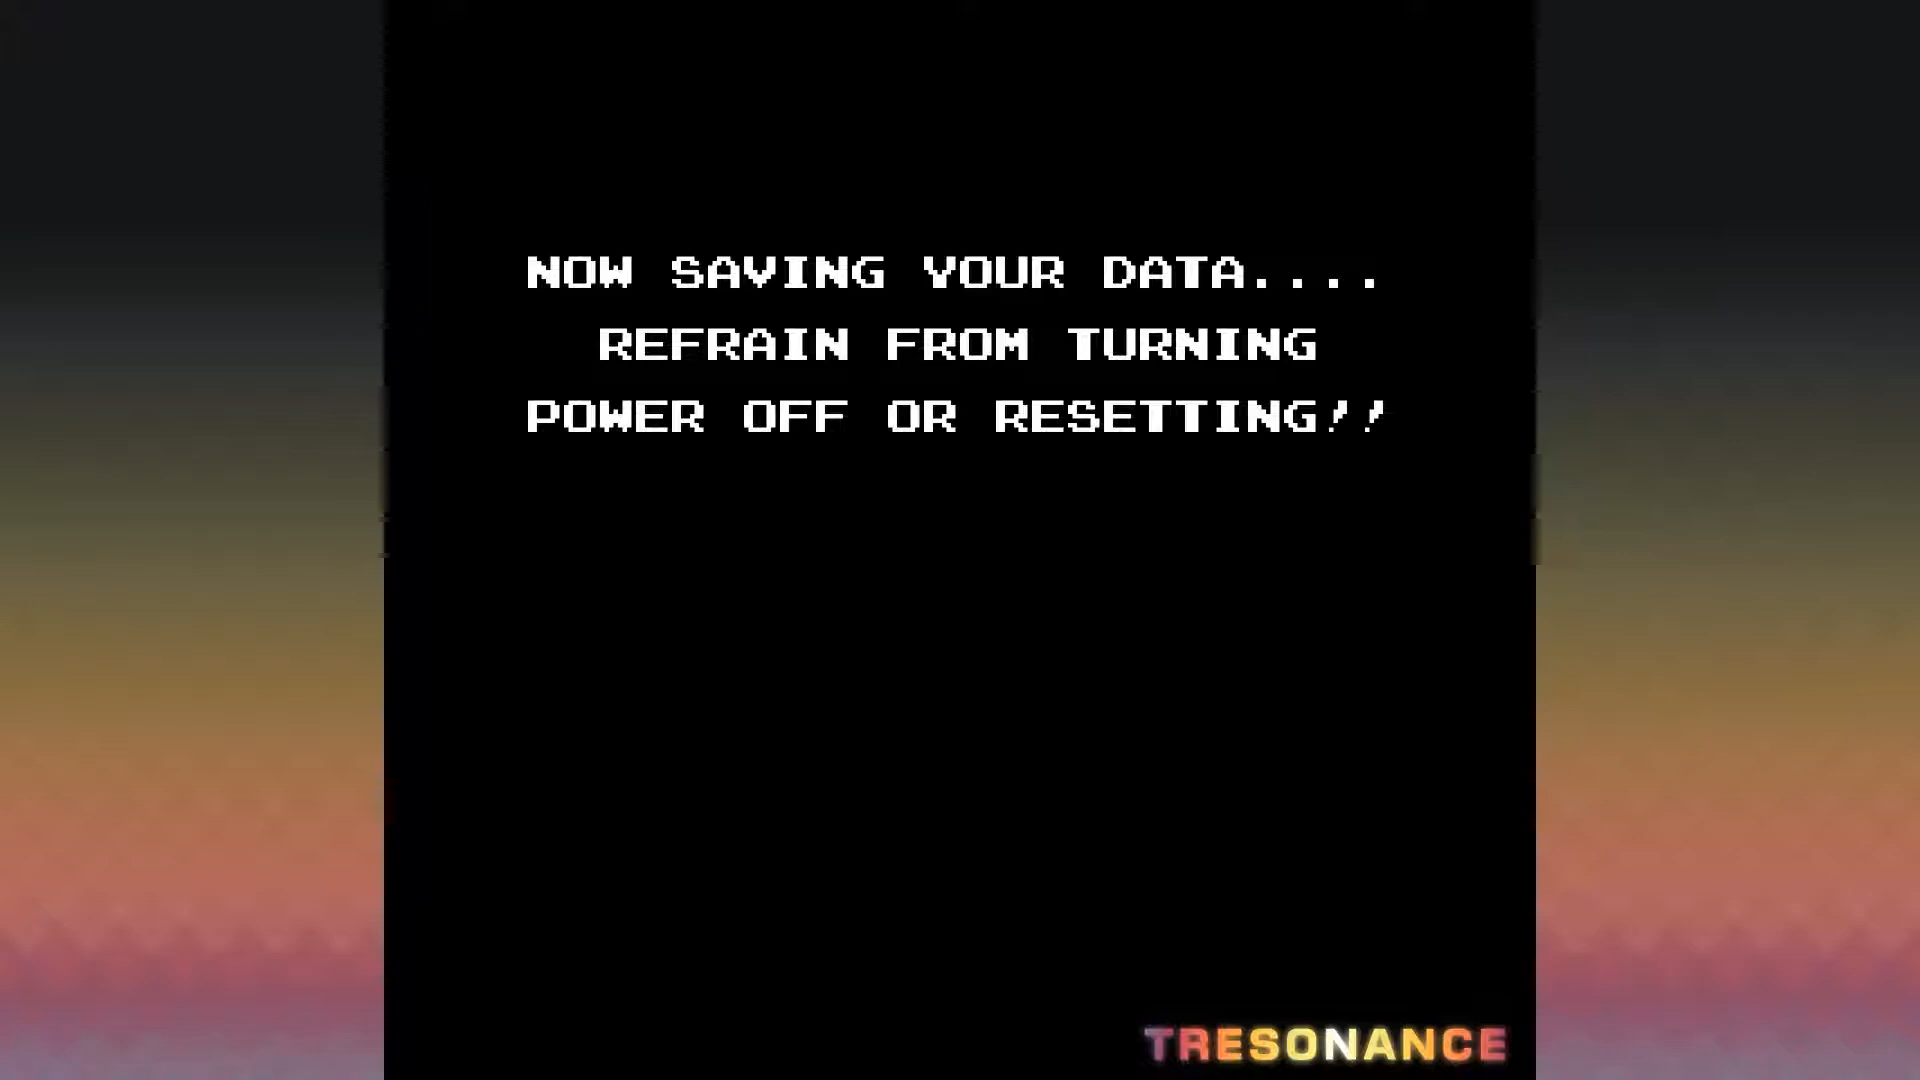 NOW SAVING YOUR DATA....
REFRAIN FROM TURNING
POWER OFF OR RESETTING!!
TRESONANCE